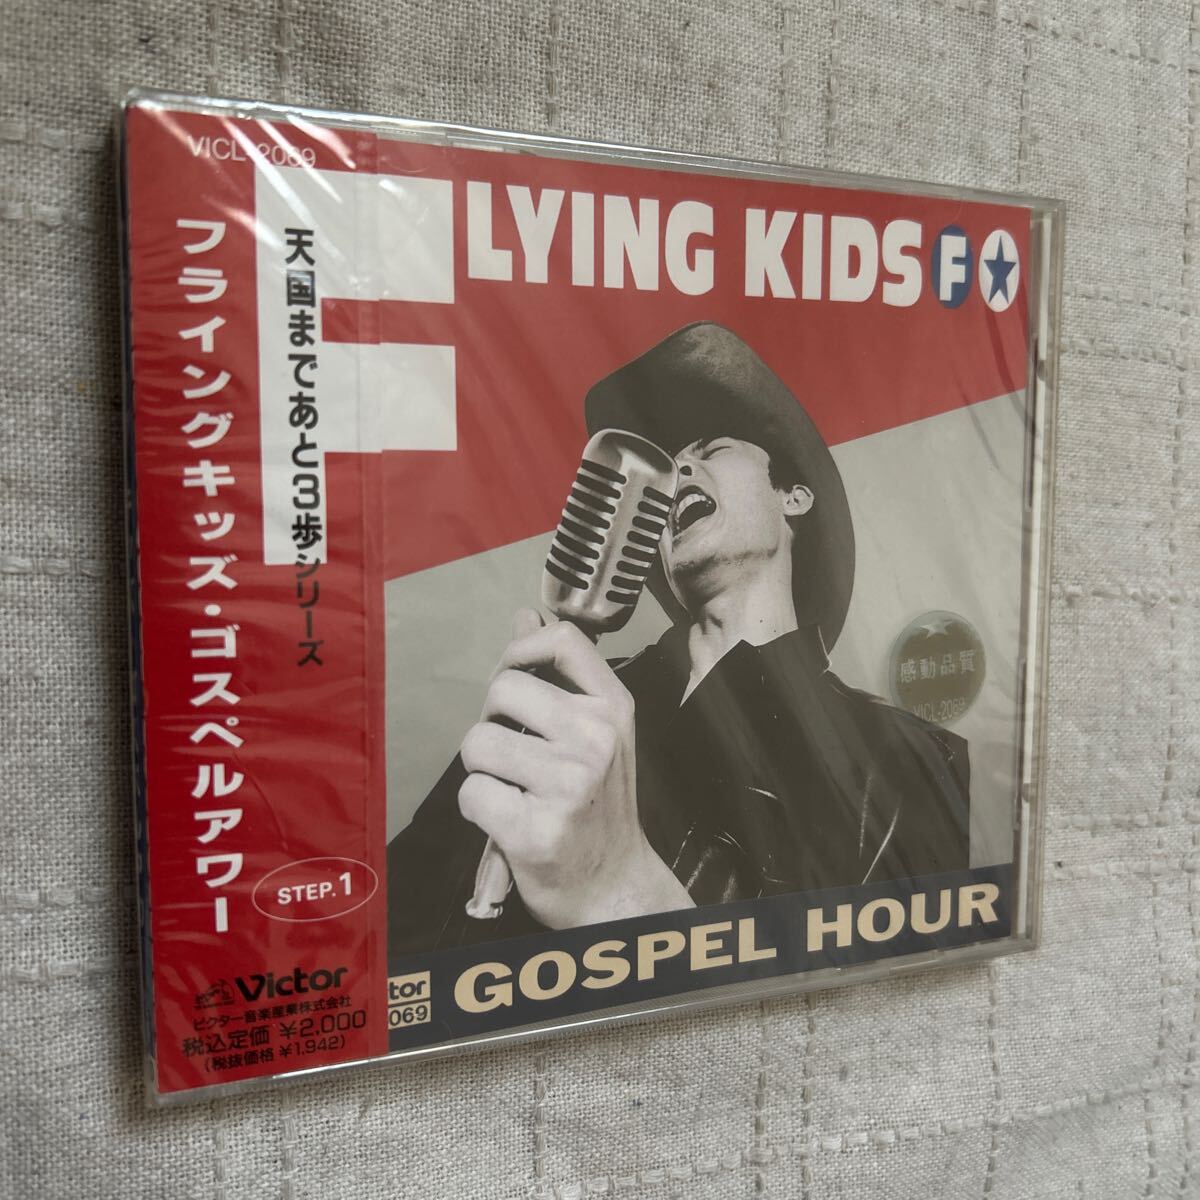 VICL-2069
フライングキッズ・ゴスペルアワー
天国まであと3歩シリーズ
STEP.1
Victor
ビクター音楽産業株式会社
税込定価 ¥2,000
(税抜価格 ¥1,942)
FLYING KIDS F
感動品質
VICL-2069
GOSPEL HOUR
tor
069